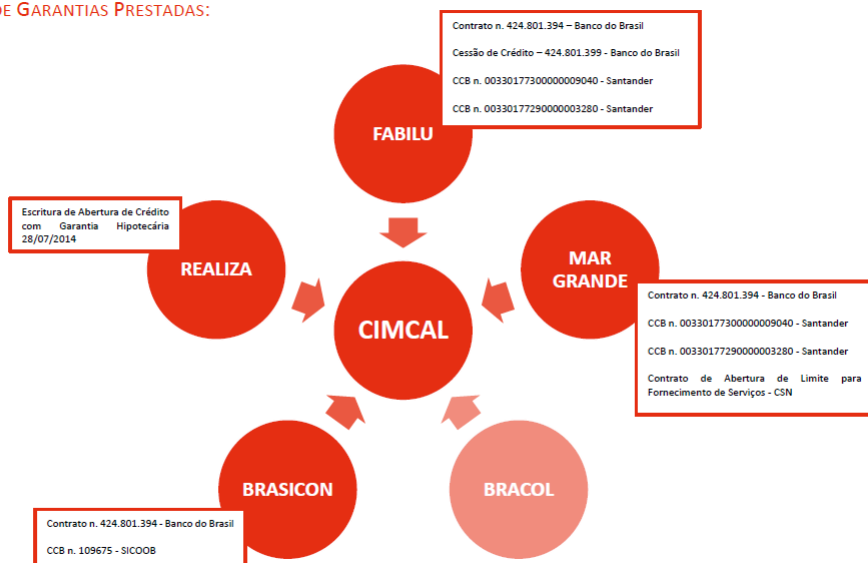 DE GARANTIAS PRESTADAS:
Contrato n. 424.801.394 – Banco do Brasil
Cessão de Crédito – 424.801.399 - Banco do Brasil
CCB n. 00330177300000009040 - Santander
CCB n. 00330177290000003280 - Santander
FABILU
Escritura de Abertura de Crédito
com Garantia Hipotecária
28/07/2014
REALIZA
MAR
GRANDE
Contrato n. 424.801.394 - Banco do Brasil
CCB n. 00330177300000009040 - Santander
CCB n. 00330177290000003280 - Santander
Contrato de Abertura de Limite para
Fornecimento de Serviços - CSN
CIMCAL
BRASICON
BRACOL
Contrato n. 424.801.394 - Banco do Brasil
CCB n. 109675 - SICOOB